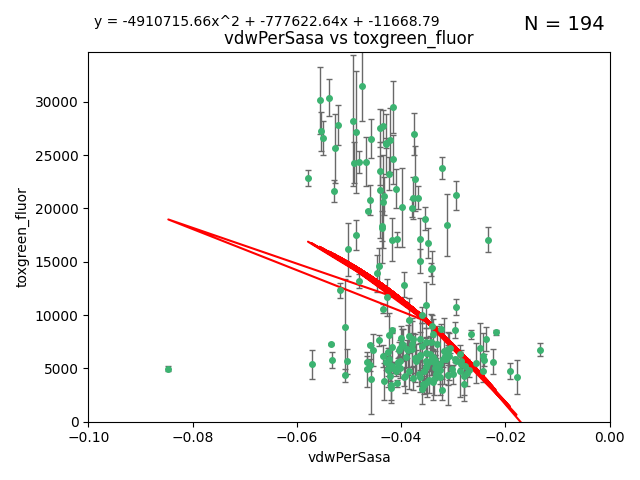 y = -4910715.66x^2 + -777622.64x + -11668.79
N = 194
vdwPerSasa vs toxgreen_fluor
toxgreen_fluor
30000
25000
20000
15000
10000
5000
0
−0.10
−0.08
−0.06
−0.04
−0.02
0.00
vdwPerSasa